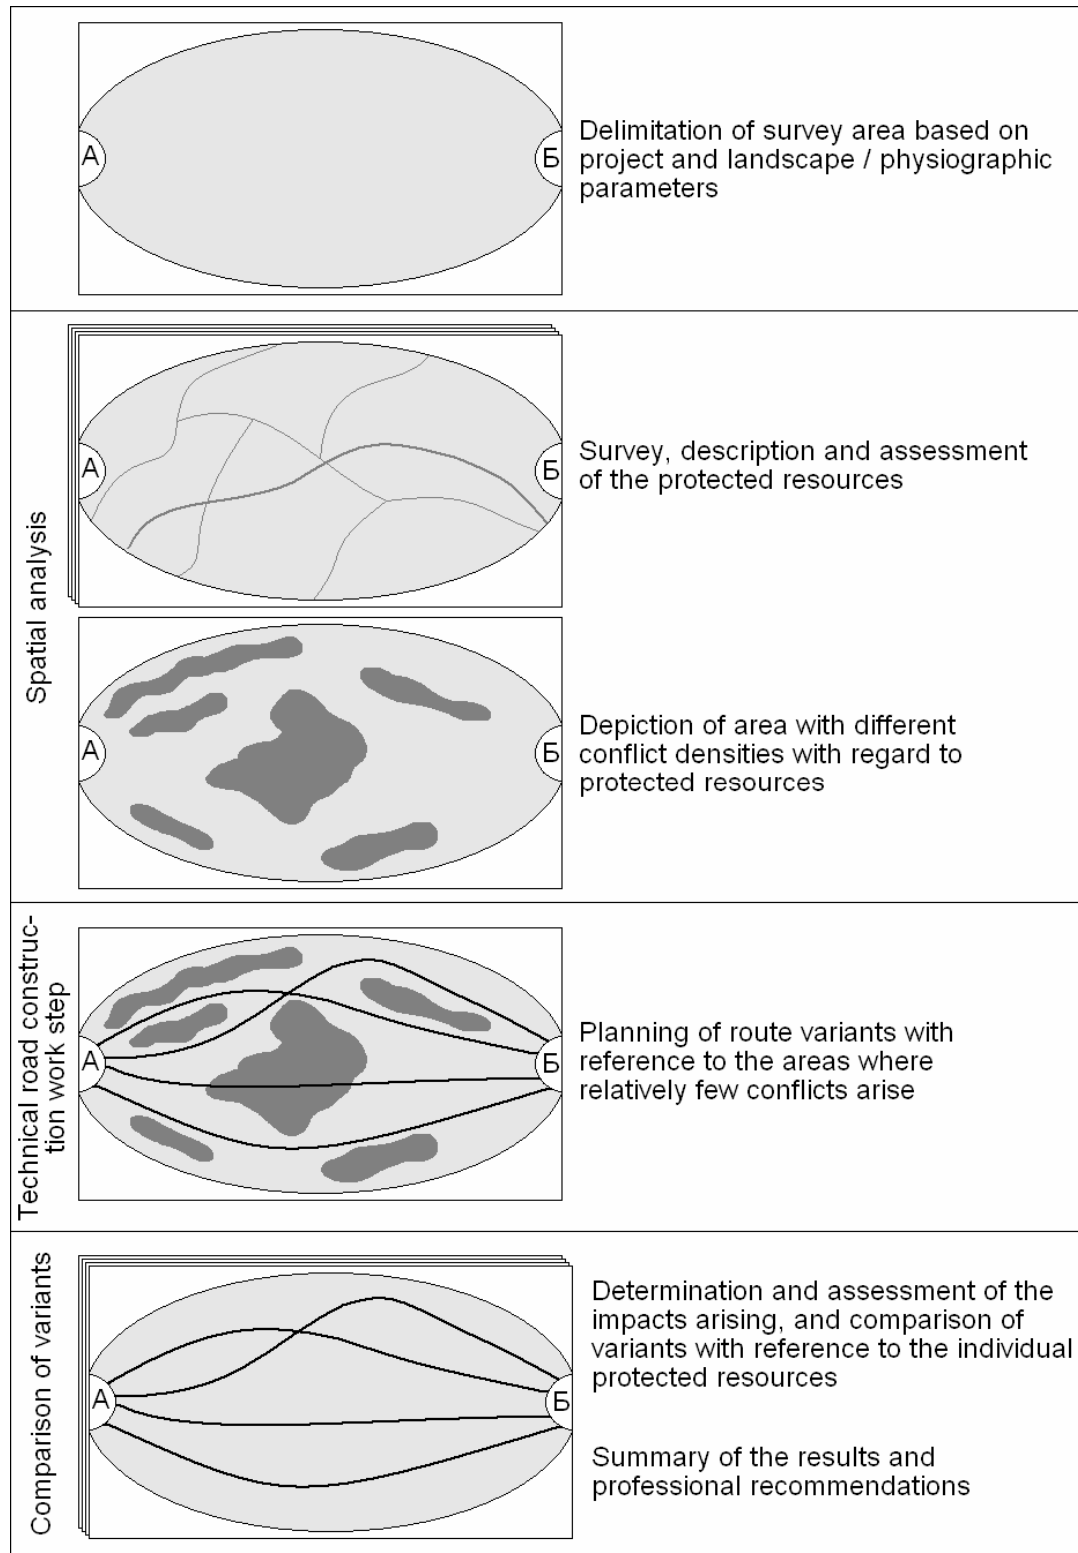 А
Б
Delimitation of survey area based on
project and landscape / physiographic
parameters
Spatial analysis
А
Б
Survey, description and assessment
of the protected resources
А
Б
Depiction of area with different
conflict densities with regard to
protected resources
Technical road construc-
tion work step
А
Б
Planning of route variants with
reference to the areas where
relatively few conflicts arise
Comparison of variants
А
Б
Determination and assessment of the
impacts arising, and comparison of
variants with reference to the individual
protected resources
Summary of the results and
professional recommendations